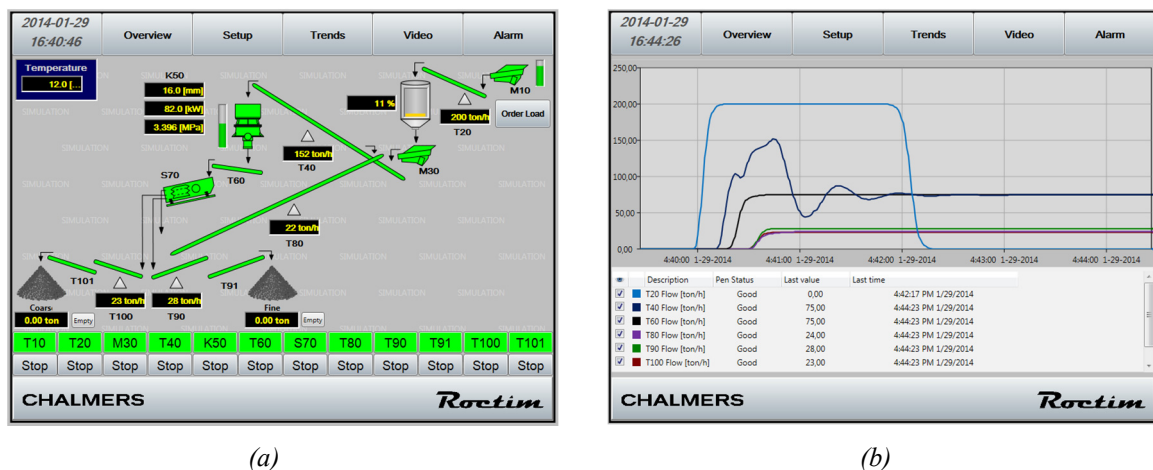 2014-01-29
16:40:46
Overview
Setup
Trends
Video
Alarm
Temperature
12.0 [...
K50
16.0 [mm]
82.0 [kW]
3.396 [MPa]
11 %
M10
200 ton/h
Order Load
T20
152 ton/h
T40
M30
S70
T60
22 ton/h
T80
T101
T91
23 ton/h
T100
28 ton/h
T90
Coars
0.00 ton
Empty
Fine
0.00 ton
Empty
T10 T20 M30 T40 K50 T60 S70 T80 T90 T91 T100 T101
Stop Stop Stop Stop Stop Stop Stop Stop Stop Stop Stop Stop
CHALMERS
Roctim
(a)
2014-01-29
16:44:26
Overview
Setup
Trends
Video
Alarm
250,00
200,00
150,00
100,00
50,00
0,00
4:40:00 1-29-2014
4:41:00 1-29-2014
4:42:00 1-29-2014
4:43:00 1-29-2014
4:44:00 1-29-2014
Description Pen Status Last value Last time
T20 Flow [ton/h] Good 0,00 4:42:17 PM 1/29/2014
T40 Flow [ton/h] Good 75,00 4:44:23 PM 1/29/2014
T60 Flow [ton/h] Good 75,00 4:44:23 PM 1/29/2014
T80 Flow [ton/h] Good 24,00 4:44:23 PM 1/29/2014
T90 Flow [ton/h] Good 28,00 4:44:23 PM 1/29/2014
T100 Flow [ton/h] Good 23,00 4:44:23 PM 1/29/2014
CHALMERS
Roctim
(b)